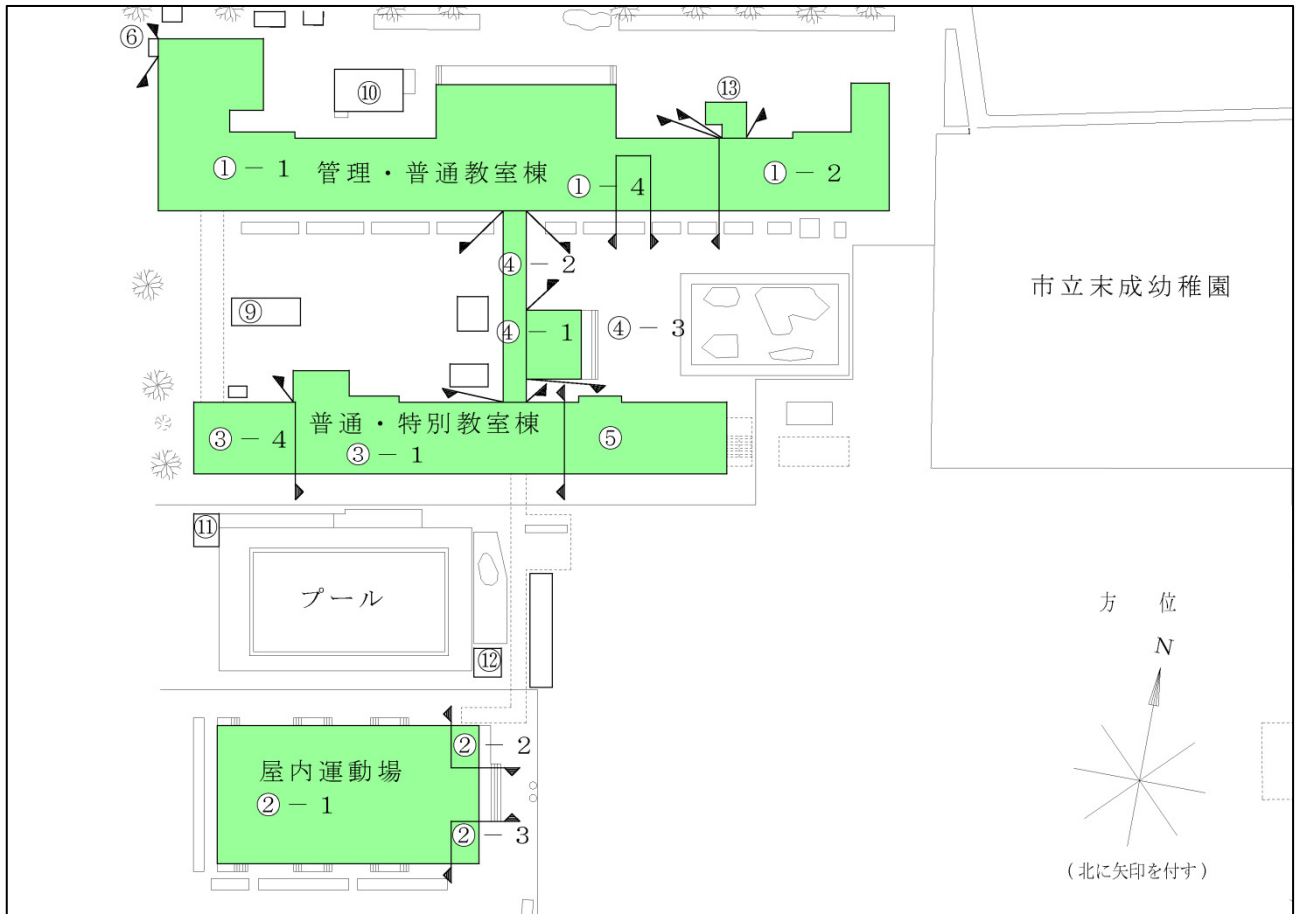 ⑥
⑩
⑬
①－1 管理・普通教室棟
①－4
①－2
④－2
市立末成幼稚園
⑨
④－1
④－3
普通・特別教室棟
③－4
③－1
⑤
⑪
プール
方 位
N
⑫
②－2
屋内運動場
②－1
②－3
(北に矢印を付す)